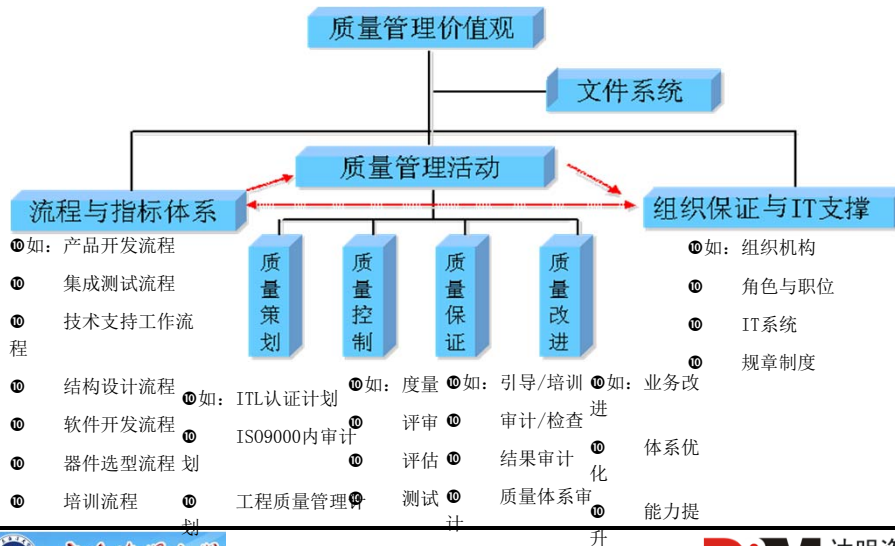 质量管理价值观
文件系统
质量管理活动
流程与指标体系
组织保证与IT支撑
质量策划
质量控制
质量保证
质量改进
❿如：产品开发流程
❿ 集成测试流程
❿ 技术支持工作流
程
❿ 结构设计流程
❿ 软件开发流程
❿ 器件选型流程
❿ 培训流程
❿如：ITL认证计划
❿ ISO9000内审计
划
❿ 工程质量管理计
划
❿如：度量
❿ 评审
❿ 评估
❿ 测试
❿如：引导/培训
❿ 审计/检查
❿ 结果审计
❿ 质量体系审
计
❿如：业务改
进
❿ 体系优
化
❿ 能力提
升
❿如：组织机构
❿ 角色与职位
❿ IT系统
❿ 规章制度